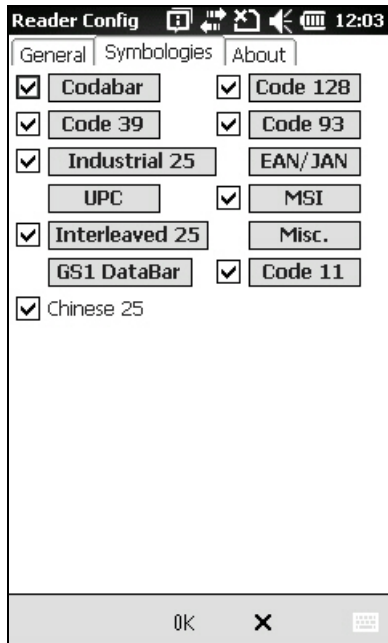 Reader Config 12:03
General Symbologies About
Codabar Code 128
Code 39 Code 93
Industrial 25 EAN/JAN
UPC MSI
Interleaved 25 Misc.
GS1 DataBar Code 11
Chinese 25
OK